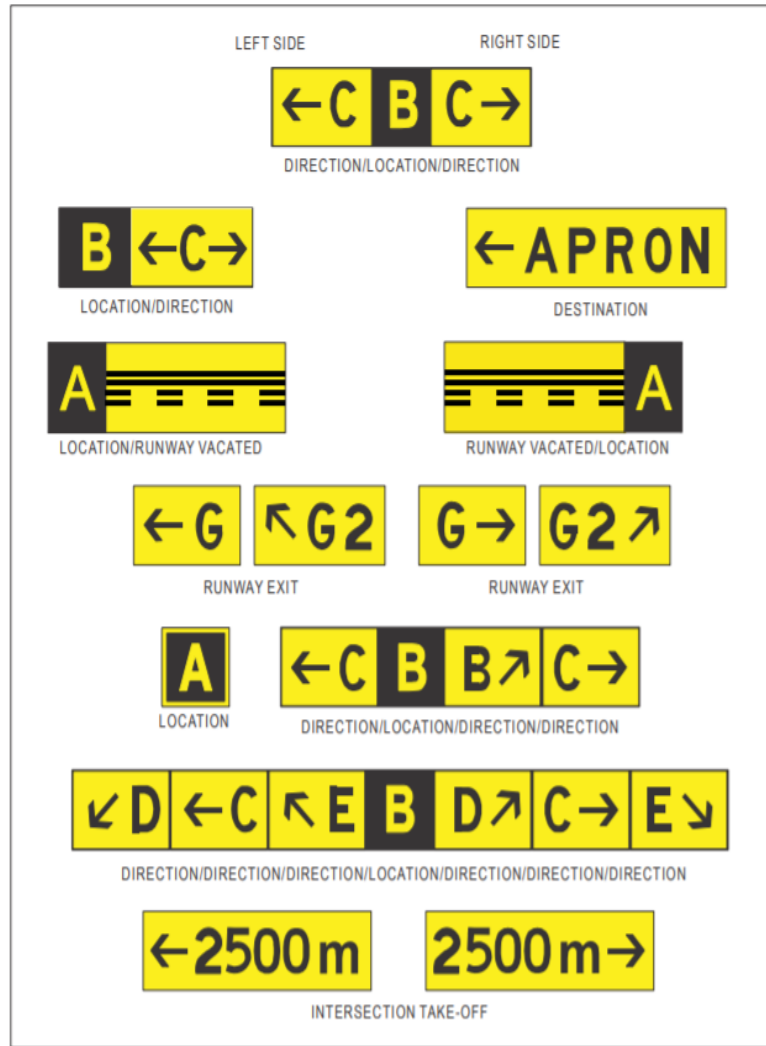 LEFT SIDE RIGHT SIDE
←C B C→
DIRECTION/LOCATION/DIRECTION
B ←C→ ←APRON
LOCATION/DIRECTION DESTINATION
A A
LOCATION/RUNWAY VACATED RUNWAY VACATED/LOCATION
←G ↖G2 G→ G2↗
RUNWAY EXIT RUNWAY EXIT
A ←C B B↗ C→
LOCATION DIRECTION/LOCATION/DIRECTION/DIRECTION
↙D ←C ↖E B D↗ C→ E↘
DIRECTION/DIRECTION/DIRECTION/LOCATION/DIRECTION/DIRECTION/DIRECTION
←2500m 2500m→
INTERSECTION TAKE-OFF